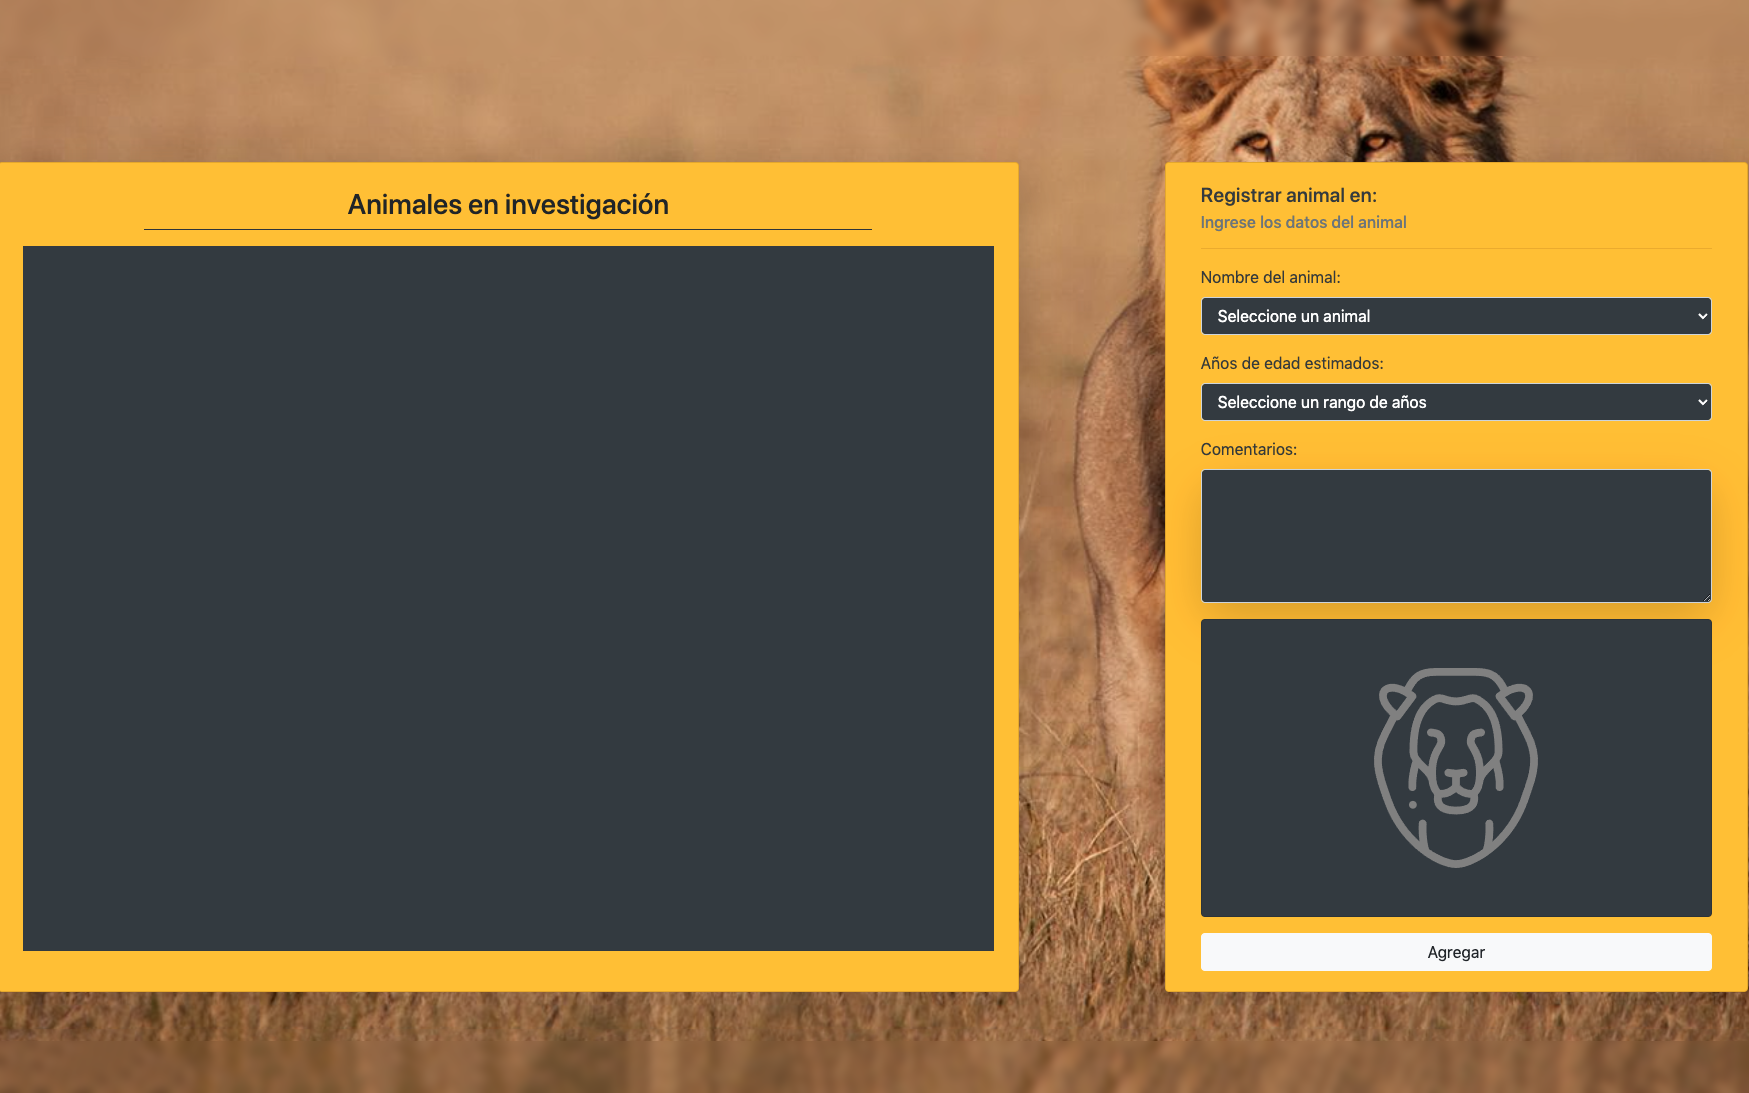 Animales en investigación
Registrar animal en:
Ingrese los datos del animal
Nombre del animal:
Seleccione un animal
Años de edad estimados:
Seleccione un rango de años
Comentarios:
Agregar